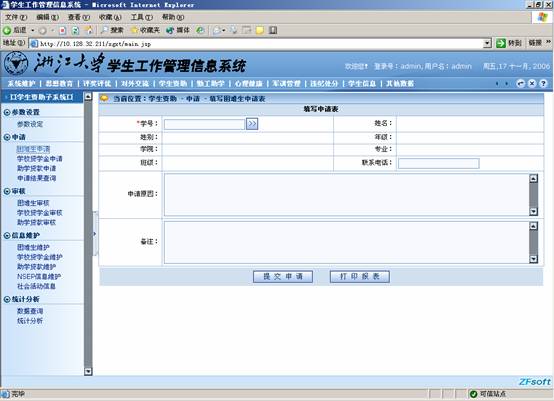 学生工作管理信息系统 - Microsoft Internet Explorer
文件(F) 编辑(E) 查看(V) 收藏(A) 工具(T) 帮助(H)
后退 搜索 收藏夹 媒体
地址(D) http://10.128.32.211/xgxt/main.jsp 转到 链接 »
浙江大学 学生工作管理信息系统
欢迎您! 登录号:admin,用户名:admin 周五,17 十一月,2006
系统维护 | 思想教育 | 评奖评优 | 对外交流 | 学生资助 | 勤工助学 | 心理健康 | 军训管理 | 违纪处分 | 学生信息 | 其他数据
学生资助子系统
当前位置:学生资助 - 申请 - 填写困难生申请表
填写申请表
参数设置
参数设定
申请
困难生申请
学校贷学金申请
助学贷款申请
申请结果查询
审核
困难生审核
学校贷学金审核
助学贷款审核
信息维护
困难生维护
学校贷学金维护
助学贷款维护
NSEP信息维护
社会活动信息
统计分析
数据查询
统计分析
*学号: >> 姓名:
性别: 年级:
学院: 专业:
班级: 联系电话:
申请原因:
备注:
提 交 申 请 打 印 报 表
ZFsoft
完毕 可信站点